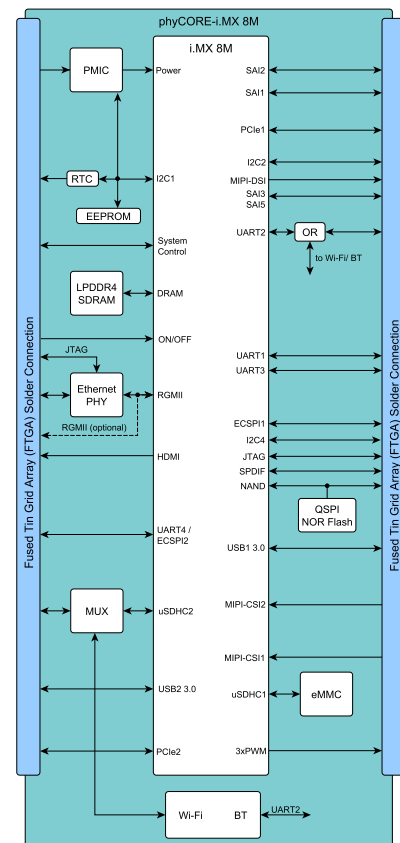 phyCORE-i.MX 8M
i.MX 8M
Fused Tin Grid Array (FTGA) Solder Connection
PMIC
Power
RTC
I2C1
EEPROM
System
Control
LPDDR4
SDRAM
DRAM
ON/OFF
JTAG
Ethernet
PHY
RGMII
RGMII (optional)
HDMI
UART4 /
ECSPI2
MUX
uSDHC2
USB2 3.0
PCIe2
SAI2
SAI1
PCIe1
I2C2
MIPI-DSI
SAI3
SAI5
UART2
OR
to Wi-Fi/ BT
UART1
UART3
ECSPI1
I2C4
JTAG
SPDIF
NAND
QSPI
NOR Flash
USB1 3.0
MIPI-CSI2
MIPI-CSI1
uSDHC1
eMMC
3xPWM
Fused Tin Grid Array (FTGA) Solder Connection
Wi-Fi BT
UART2